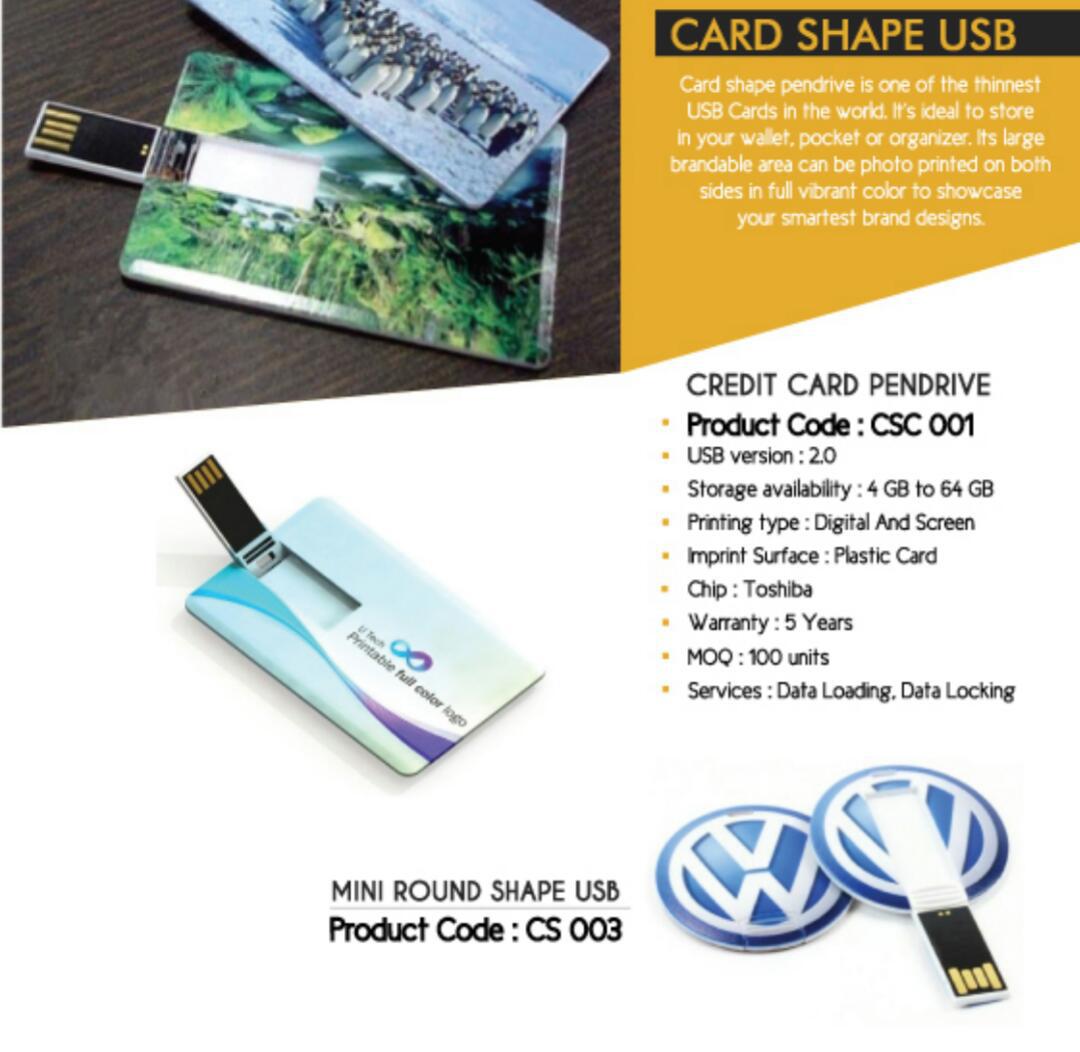 CARD SHAPE USB
Card shape pendrive is one of the thinnest
USB Cards in the world. It's ideal to store
in your wallet, pocket or organizer. Its large
brandable area can be photo printed on both
sides in full vibrant color to showcase
your smartest brand designs.
CREDIT CARD PENDRIVE
Product Code : CSC 001
USB version : 2.0
Storage availability : 4 GB to 64 GB
Printing type : Digital And Screen
Imprint Surface : Plastic Card
Chip : Toshiba
Warranty : 5 Years
MOQ : 100 units
Services : Data Loading, Data Locking
U Tech
Printable full color logo
MINI ROUND SHAPE USB
Product Code : CS 003